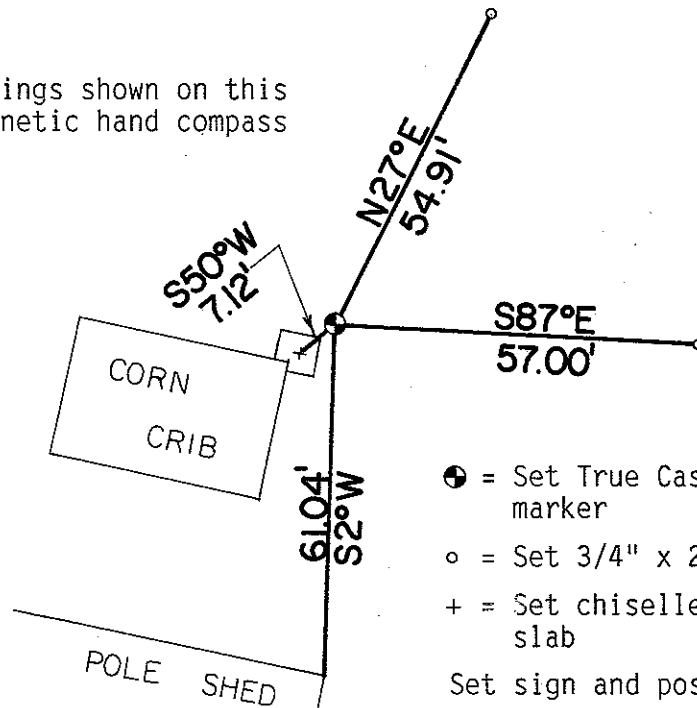 ings shown on this
netic hand compass
N27°E
54.91'
S50°W
7.12'
S87°E
57.00'
CORN
CRIB
61.04'
S2°W
= Set True Cas
marker
= Set 3/4" x 2
+ = Set chiselle
slab
Set sign and pos
POLE SHED